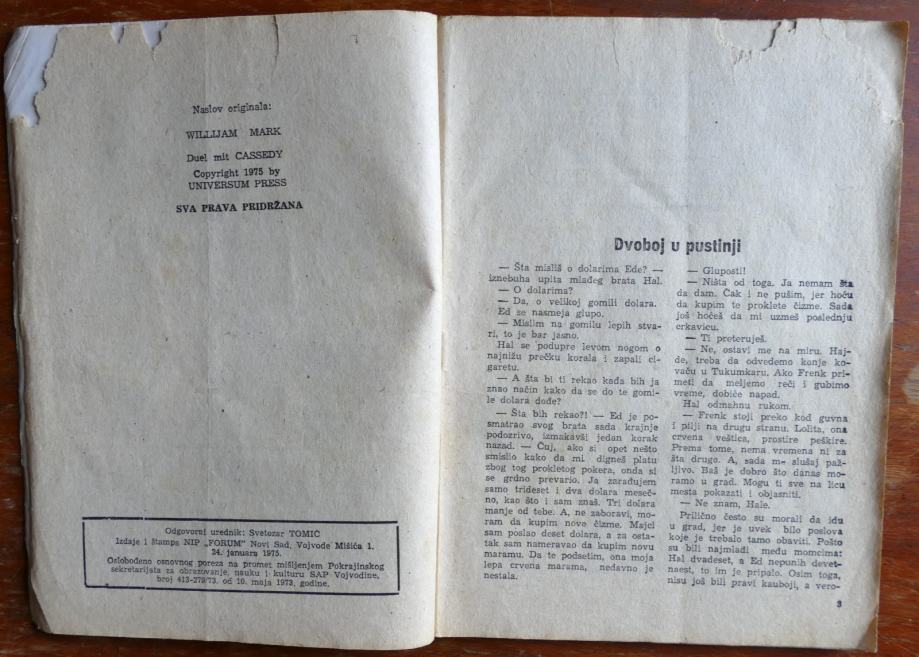 Naslov originala:
WILLIJAM MARK
Duel mit CASSEDY
Copyright 1975 by
UNIVERSUM PRESS
SVA PRAVA PRIDRŽANA
Odgovorni urednik: Svetozar TOMIC
Izdaje i štampa NIP „FORUM" Novi Sad, Vojvode Mišića 1.
24. januara 1975.
Oslobođeno osnovnog poreza na promet mišljenjem Pokrajinskog
sekretarijata za obrazovanje, nauku i kulturu SAP Vojvodine,
broj 413-279/73. od 10. maja 1973. godine.
Dvoboj u pustinji
— Šta misliš o dolarima Ede? —
iznebuha upita mlađeg brata Hal.
— O dolarima?
— Da, o velikoj gomili dolara.
Ed se nasmeja glupo.
— Mislim na gomilu lepih stva-
ri, to je bar jasno.
Hal se podupre levom nogom o
najnižu prečku korala i zapali ci-
garetu.
— A šta bi ti rekao kada bih ja
znao način kako da se do te gomi-
le dolara dođe?
— Šta bih rekao?! — Ed je po-
smatrao svog brata sada krajnje
podozrivo, izmakavši jedan korak
nazad. — Čuj, ako si opet nešto
smislio kako da mi digneš platu
zbog tog prokletog pokera, onda si
se grdno prevario. Ja zarađujem
samo trideset i dva dolara meseč-
no, kao što i sam znaš. Tri dolara
manje od tebe. A, ne zaboravi, mo-
ram da kupim nove čizme. Majci
sam poslao deset dolara, a za osta-
tak sam nameravao da kupim novu
maramu. Da te podsetim, ona moja
lepa crvena marama, nedavno je
nestala.
— Gluposti!
— Ništa od toga. Ja nemam šta
da dam. Čak i ne pušim, jer hoću
da kupim te proklete čizme. Sada
još hočeš da mi uzmeš poslednju
crkavicu.
— Ti preteruješ.
— Ne, ostavi me na miru. Haj-
de, treba da odvedemo konje ko-
vaču u Tukumkaru. Ako Frenk pri-
meti da meljemo reči i gubimo
vreme, dobiće napad.
Hal odmahnu rukom.
— Frenk stoji preko kod guvna
i pilji na drugu stranu. Lolita, ona
crvena veštica, prostire peškire.
Prema tome, nema vremena ni za
šta drugo. A, sada me slušaj paž-
ljivo. Baš je dobro što danas mo-
ramo u grad. Mogu ti sve na licu
mesta pokazati i objasniti.
— Ne znam, Hale.
Prilično često su morali da idu
u grad, jer je uvek bilo poslova
koje je trebalo tamo obaviti. Pošto
su bili najmlađi među momcima:
Hal dvadeset, a Ed nepunih devet-
naest, to im je pripalo. Osim toga,
nisu još bili pravi kauboji, a vero-
3